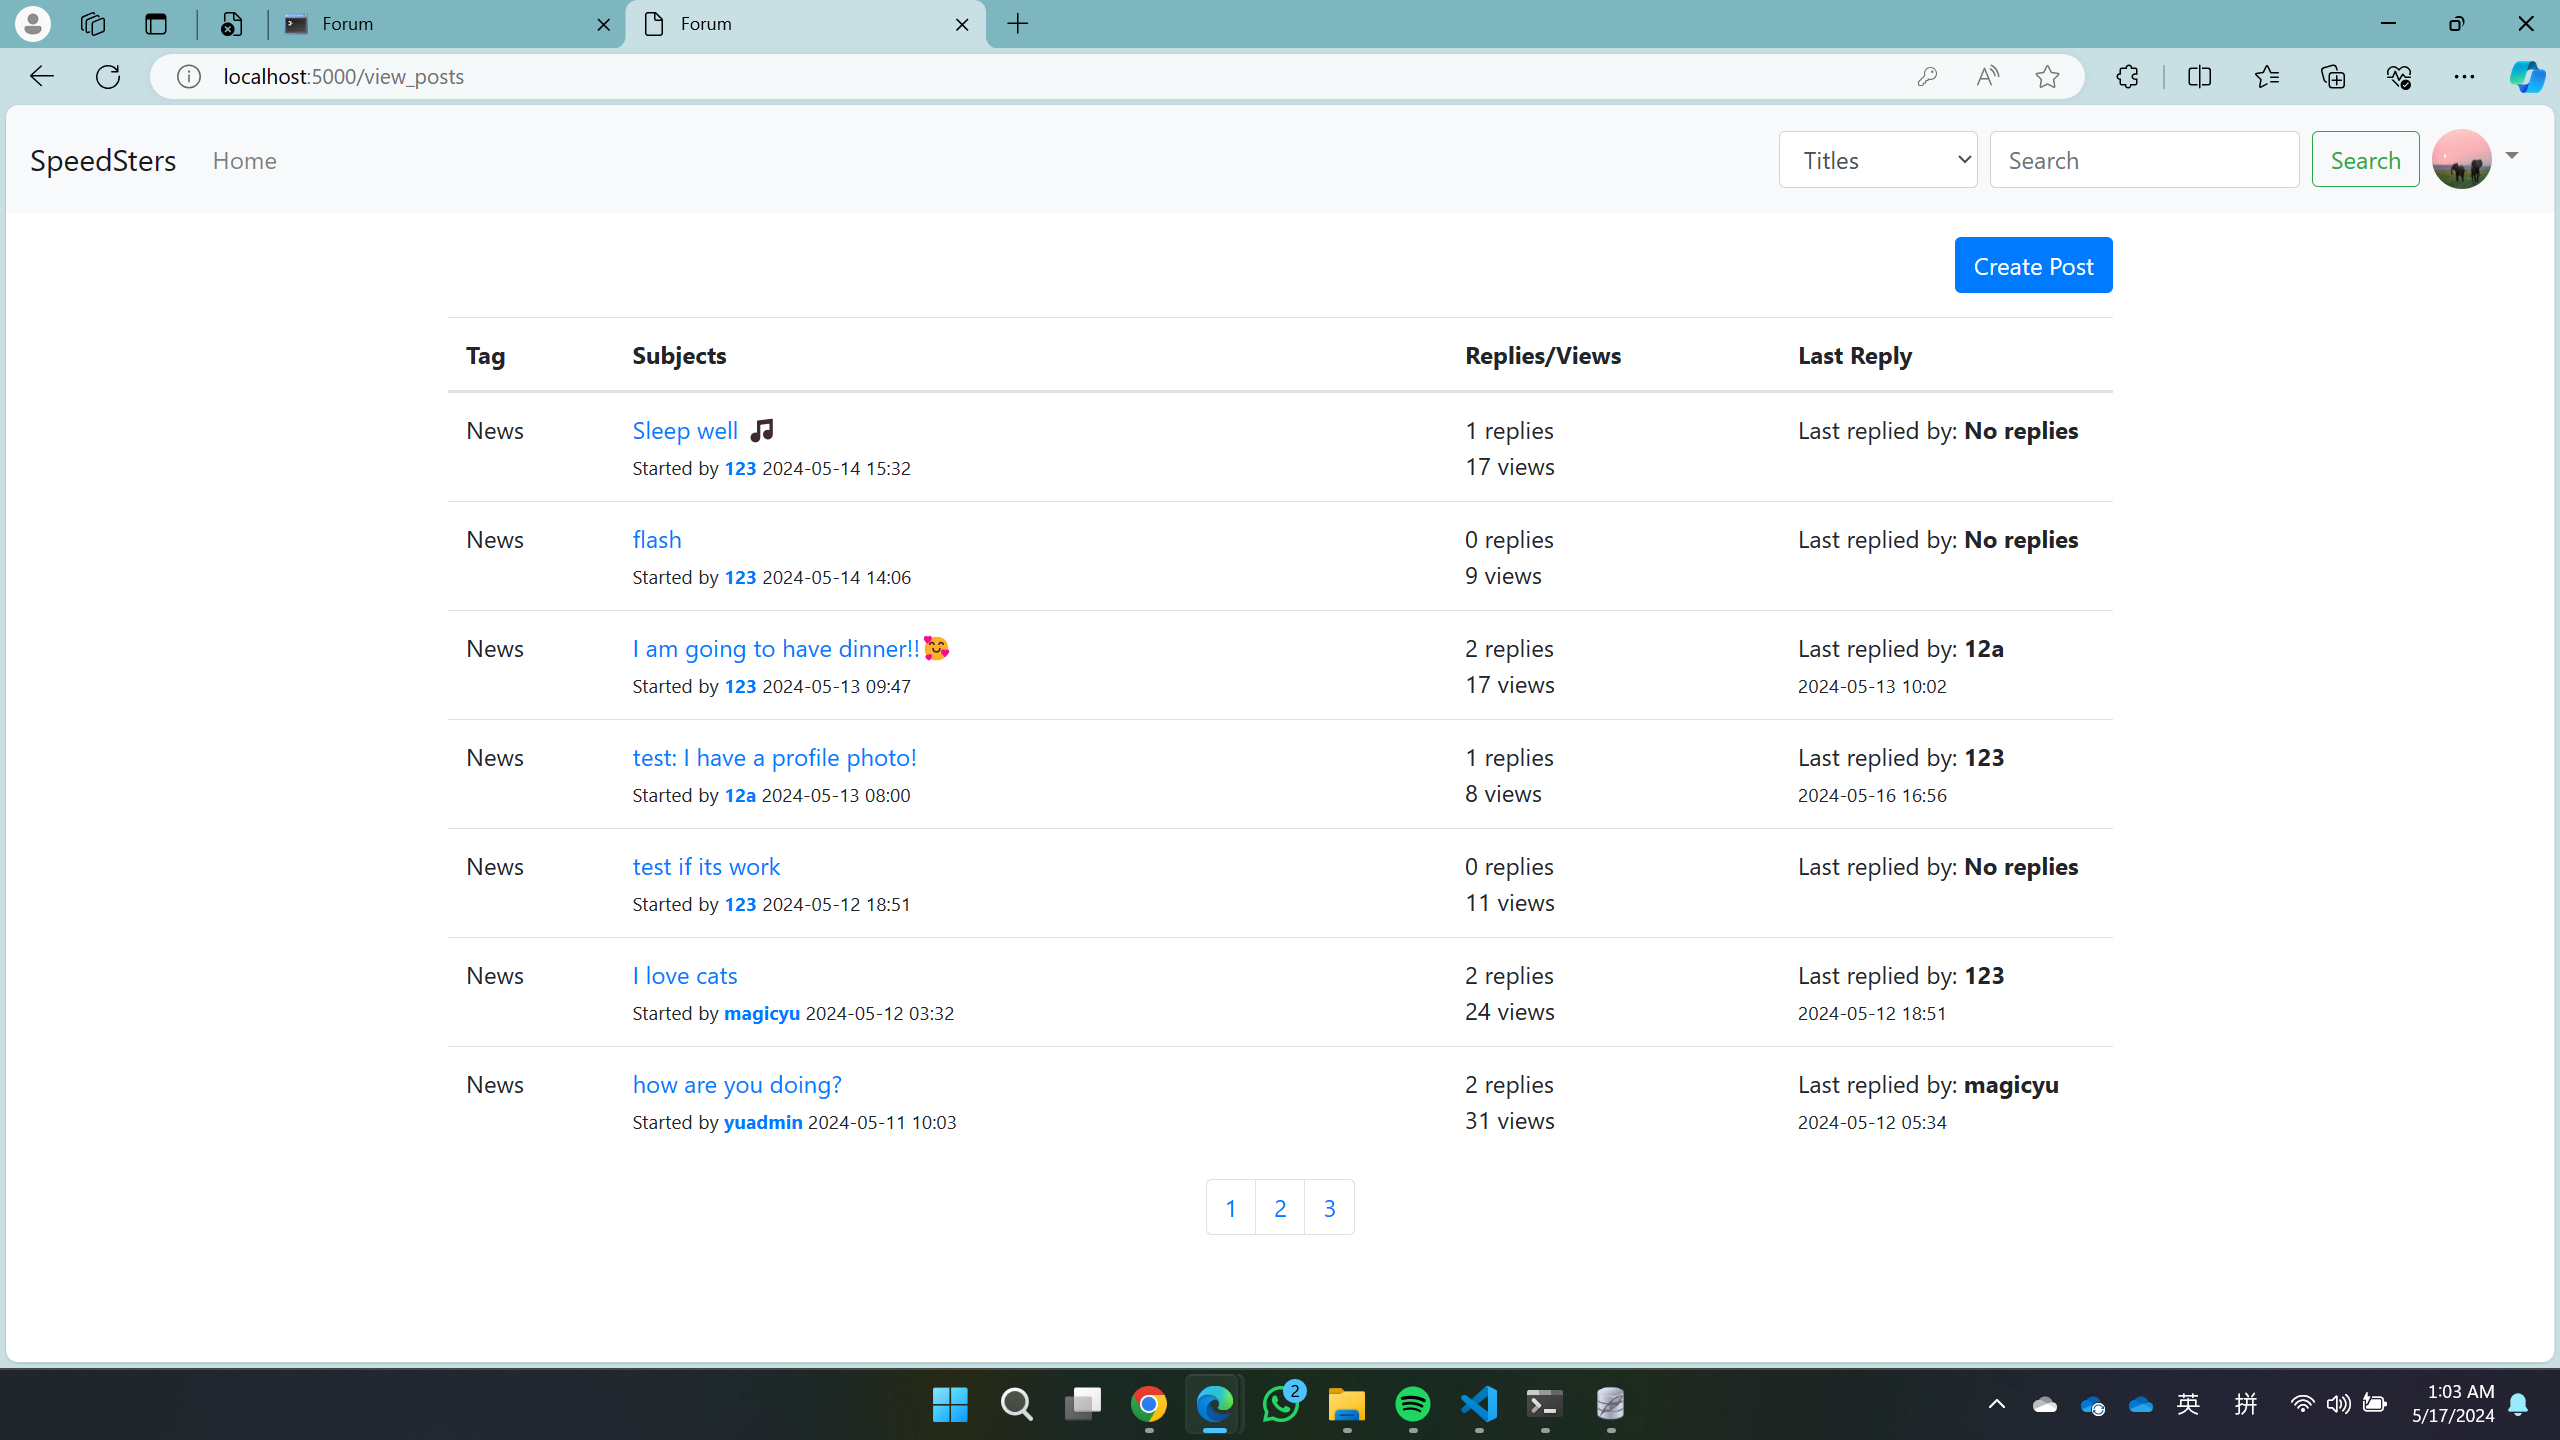 Forum
Forum
localhost:5000/view_posts
SpeedSters Home Titles Search Search
Create Post
Tag Subjects Replies/Views Last Reply
News Sleep well 🎵 1 replies Last replied by: No replies
Started by 123 2024-05-14 15:32 17 views
News flash 0 replies Last replied by: No replies
Started by 123 2024-05-14 14:06 9 views
News I am going to have dinner!!🥰 2 replies Last replied by: 12a
Started by 123 2024-05-13 09:47 17 views 2024-05-13 10:02
News test: I have a profile photo! 1 replies Last replied by: 123
Started by 12a 2024-05-13 08:00 8 views 2024-05-16 16:56
News test if its work 0 replies Last replied by: No replies
Started by 123 2024-05-12 18:51 11 views
News I love cats 2 replies Last replied by: 123
Started by magicyu 2024-05-12 03:32 24 views 2024-05-12 18:51
News how are you doing? 2 replies Last replied by: magicyu
Started by yuadmin 2024-05-11 10:03 31 views 2024-05-12 05:34
1 2 3
2
英 拼
1:03 AM
5/17/2024